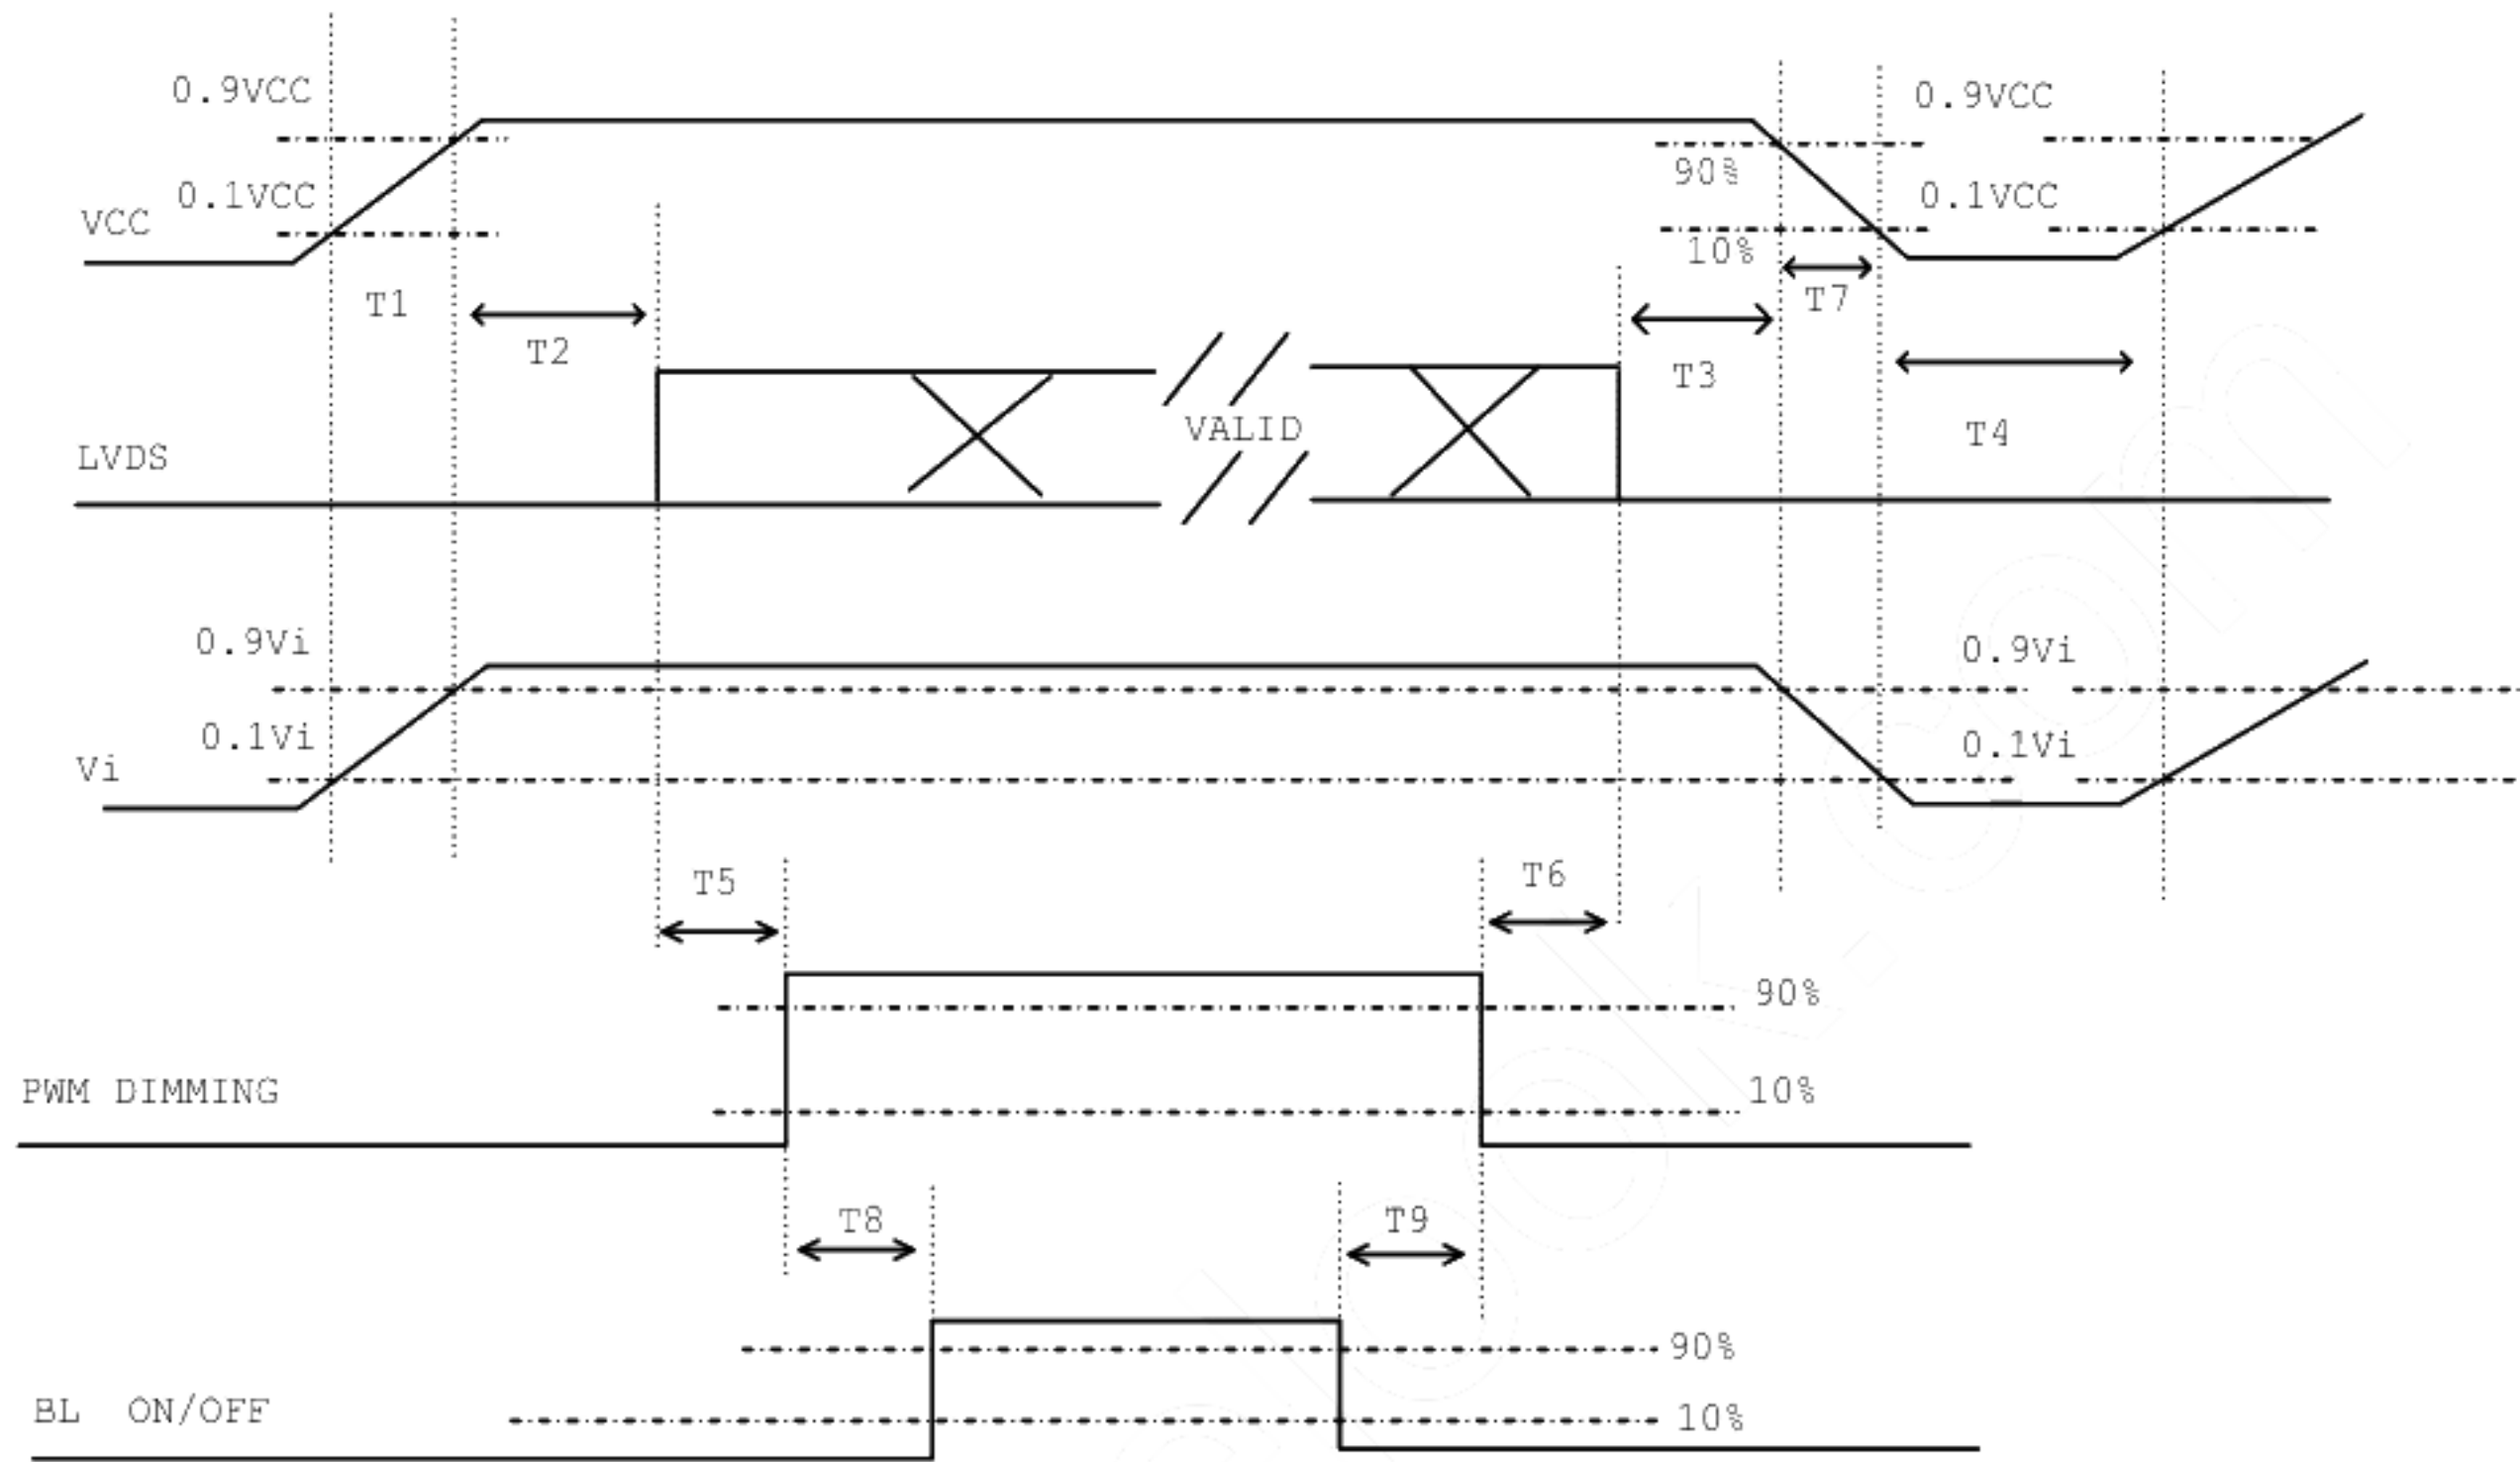 0.9VCC
0.9VCC
90%
0.1VCC
0.1VCC
VCC
10%
T1
T7
T2
T3
VALID
T4
LVDS
0.9Vi
0.9Vi
0.1Vi
0.1Vi
Vi
T5
T6
90%
PWM DIMMING
10%
T8
T9
90%
BL ON/OFF
10%